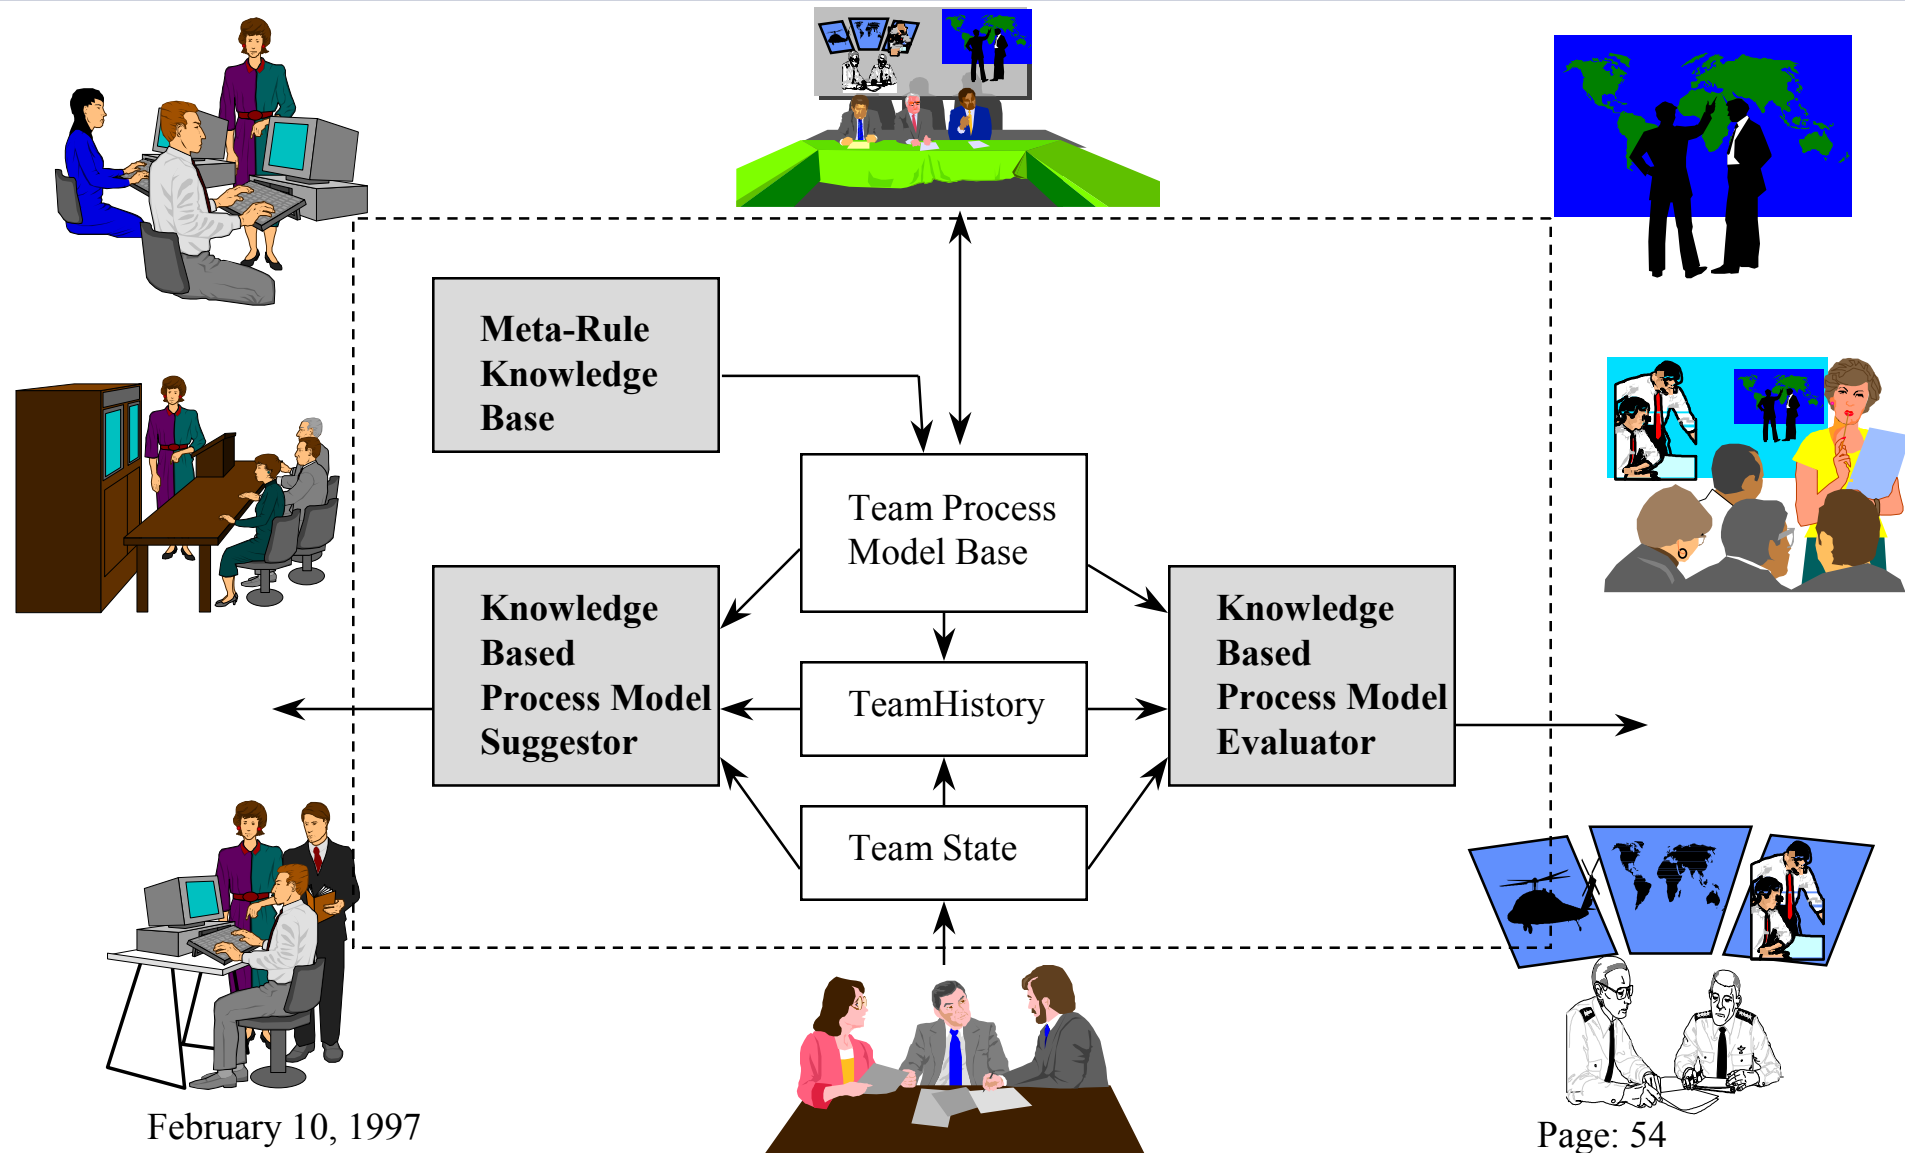 Meta-Rule
Knowledge
Base
Team Process
Model Base
Knowledge
Based
Process Model
Suggestor
TeamHistory
Knowledge
Based
Process Model
Evaluator
Team State
February 10, 1997
Page: 54